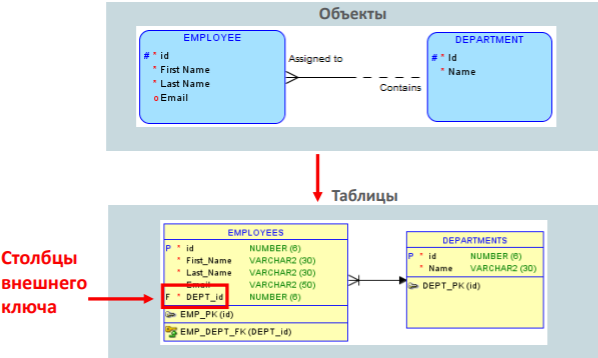 Объекты
EMPLOYEE
# * id
* First Name
* Last Name
o Email
Assigned to
Contains
DEPARTMENT
# * Id
* Name
Таблицы
Столбцы
внешнего
ключа
EMPLOYEES
P * id NUMBER (6)
* First_Name VARCHAR2 (30)
* Last_Name VARCHAR2 (30)
Email VARCHAR2 (50)
F * DEPT_id NUMBER (6)
EMP_PK (id)
EMP_DEPT_FK (DEPT_id)
DEPARTMENTS
P * id NUMBER (6)
* Name VARCHAR2 (30)
DEPT_PK (id)